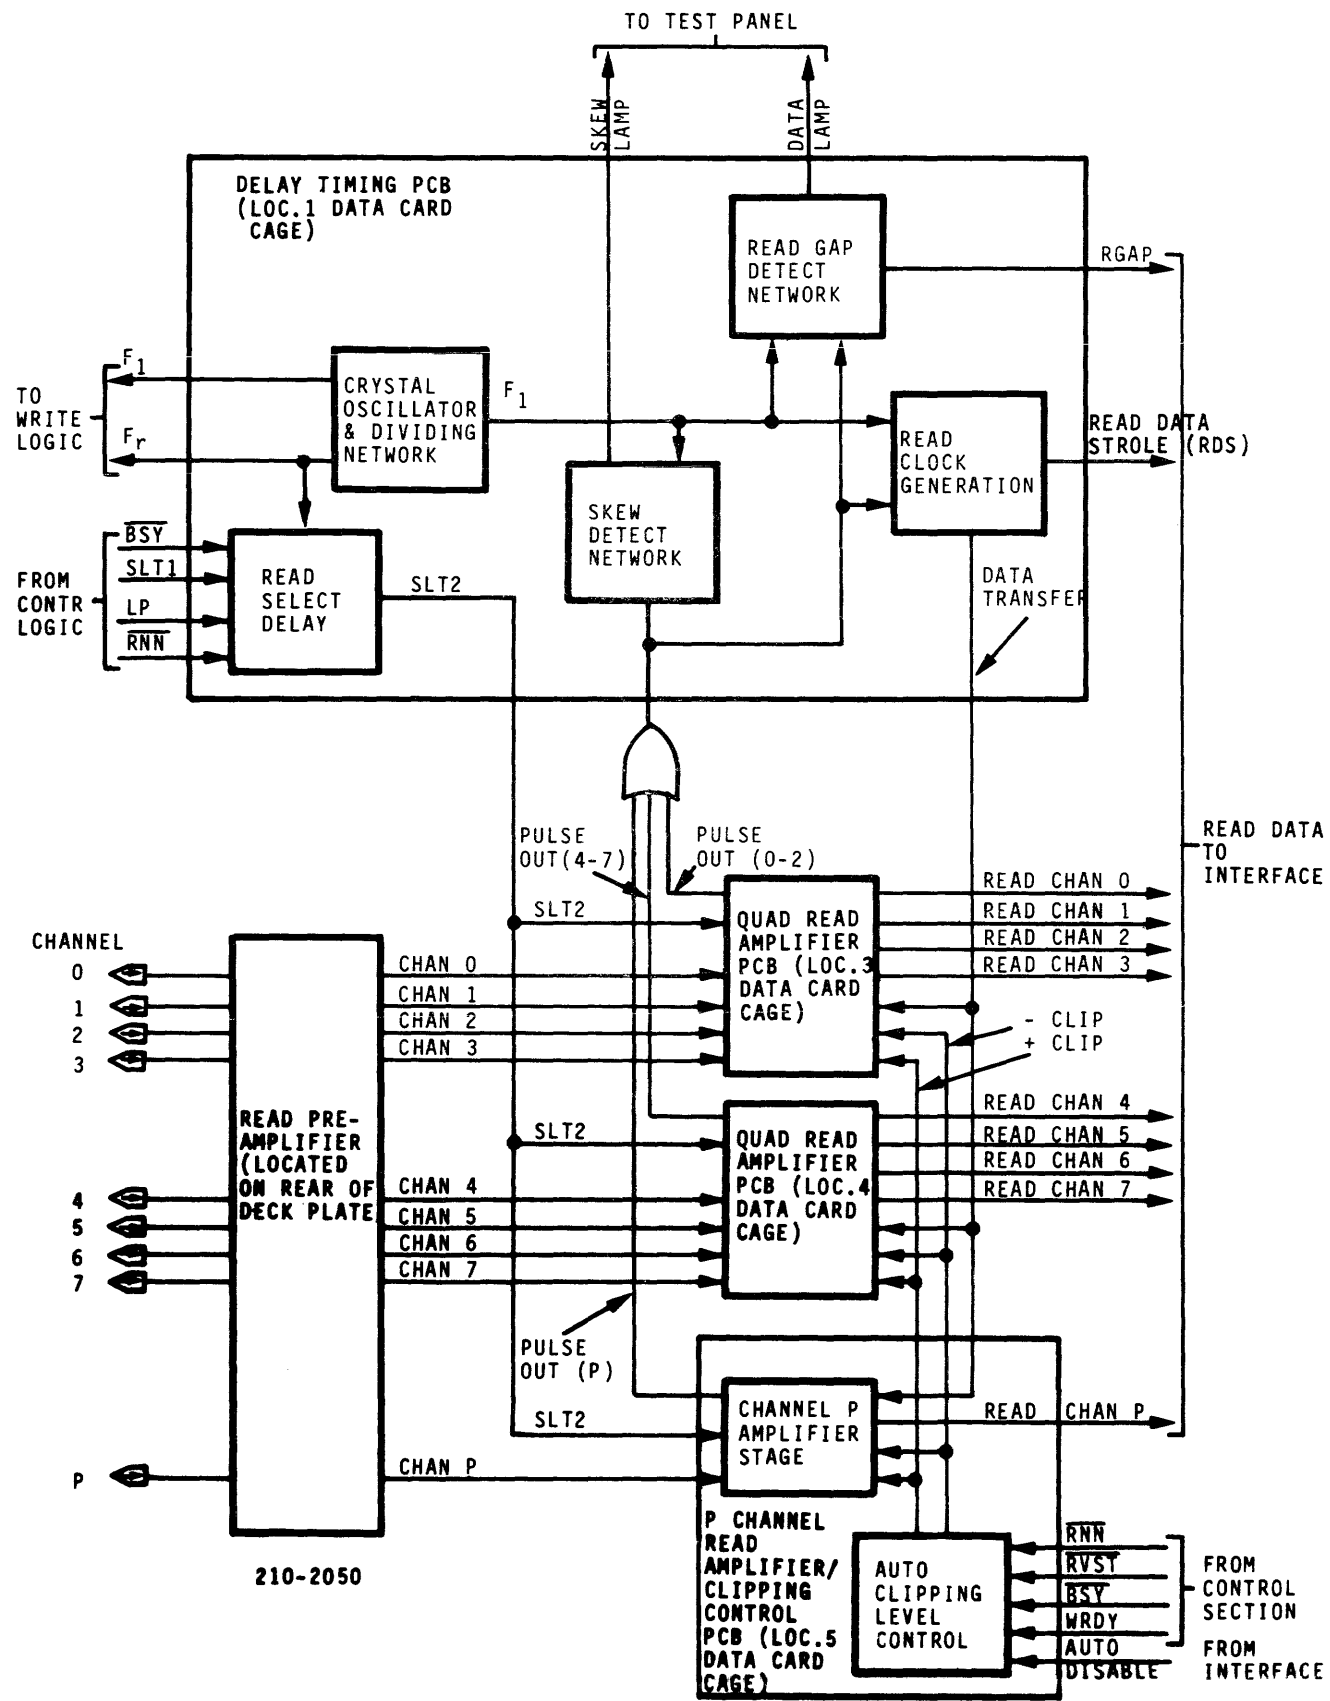 TO TEST PANEL
SKEW
LAMP
DATA
LAMP
DELAY TIMING PCB
(LOC.1 DATA CARD
CAGE)
READ GAP
DETECT
NETWORK
RGAP
F1
TO
WRITE
LOGIC
Fr
CRYSTAL
OSCILLATOR
& DIVIDING
NETWORK
F1
READ
CLOCK
GENERATION
READ DATA
STROLE (RDS)
SKEW
DETECT
NETWORK
FROM
CONTR
LOGIC
BSY
SLT1
LP
RNN
READ
SELECT
DELAY
SLT2
DATA
TRANSFER
PULSE
OUT(4-7)
PULSE
OUT (0-2)
READ DATA
TO
INTERFACE
SLT2
QUAD READ
AMPLIFIER
PCB (LOC.3
DATA CARD
CAGE)
READ CHAN 0
READ CHAN 1
READ CHAN 2
READ CHAN 3
CHANNEL
0
1
2
3
CHAN 0
CHAN 1
CHAN 2
CHAN 3
- CLIP
+ CLIP
READ PRE-
AMPLIFIER
(LOCATED
ON REAR OF
DECK PLATE
SLT2
QUAD READ
AMPLIFIER
PCB (LOC.4
DATA CARD
CAGE)
READ CHAN 4
READ CHAN 5
READ CHAN 6
READ CHAN 7
4
5
6
7
CHAN 4
CHAN 5
CHAN 6
CHAN 7
PULSE
OUT (P)
SLT2
CHANNEL P
AMPLIFIER
STAGE
READ CHAN P
P
CHAN P
210-2050
P CHANNEL
READ
AMPLIFIER/
CLIPPING
CONTROL
PCB (LOC.5
DATA CARD
CAGE)
AUTO
CLIPPING
LEVEL
CONTROL
RNN
RVST
BSY
WRDY
AUTO
DISABLE
FROM
CONTROL
SECTION
FROM
INTERFACE